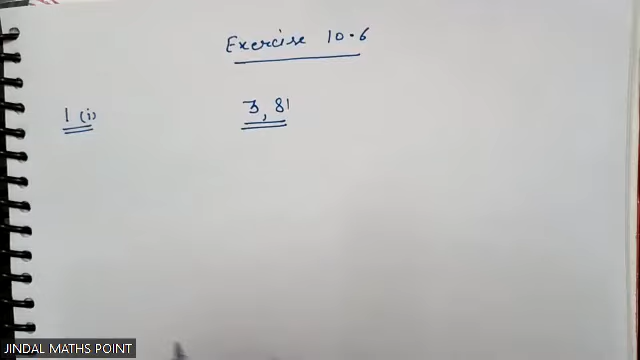 Exercise 10.6
1 (i) 3, 81
JINDAL MATHS POINT